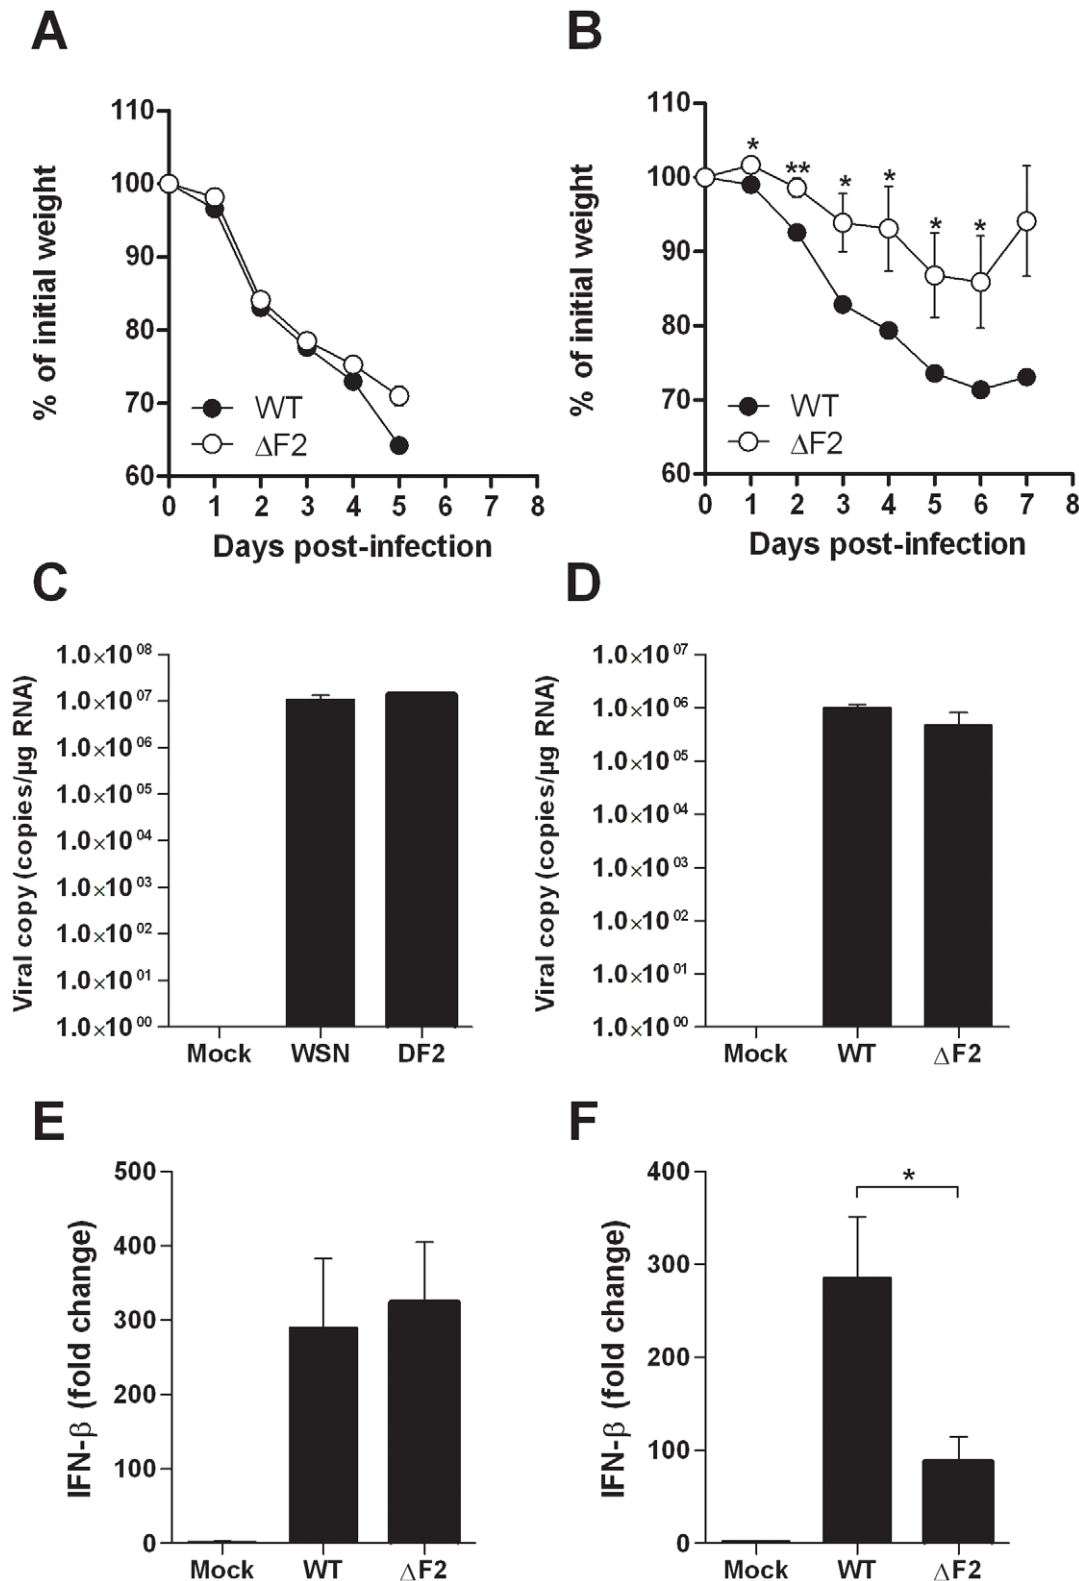 A
B
110
100
90
80
70
60
% of initial weight
* ** * * * *
WT
ΔF2
0 1 2 3 4 5 6 7 8
Days post-infection
110
100
90
80
70
60
% of initial weight
WT
ΔF2
0 1 2 3 4 5 6 7 8
Days post-infection
C
D
Viral copy (copies/μg RNA)
1.0×10 08
1.0×10 07
1.0×10 06
1.0×10 05
1.0×10 04
1.0×10 03
1.0×10 02
1.0×10 01
1.0×10 00
Mock WSN DF2
Viral copy (copies/μg RNA)
1.0×10 07
1.0×10 06
1.0×10 05
1.0×10 04
1.0×10 03
1.0×10 02
1.0×10 01
1.0×10 00
Mock WT ΔF2
E
F
IFN-β (fold change)
500
400
300
200
100
0
Mock WT ΔF2
IFN-β (fold change)
400
300
200
100
0
*
Mock WT ΔF2